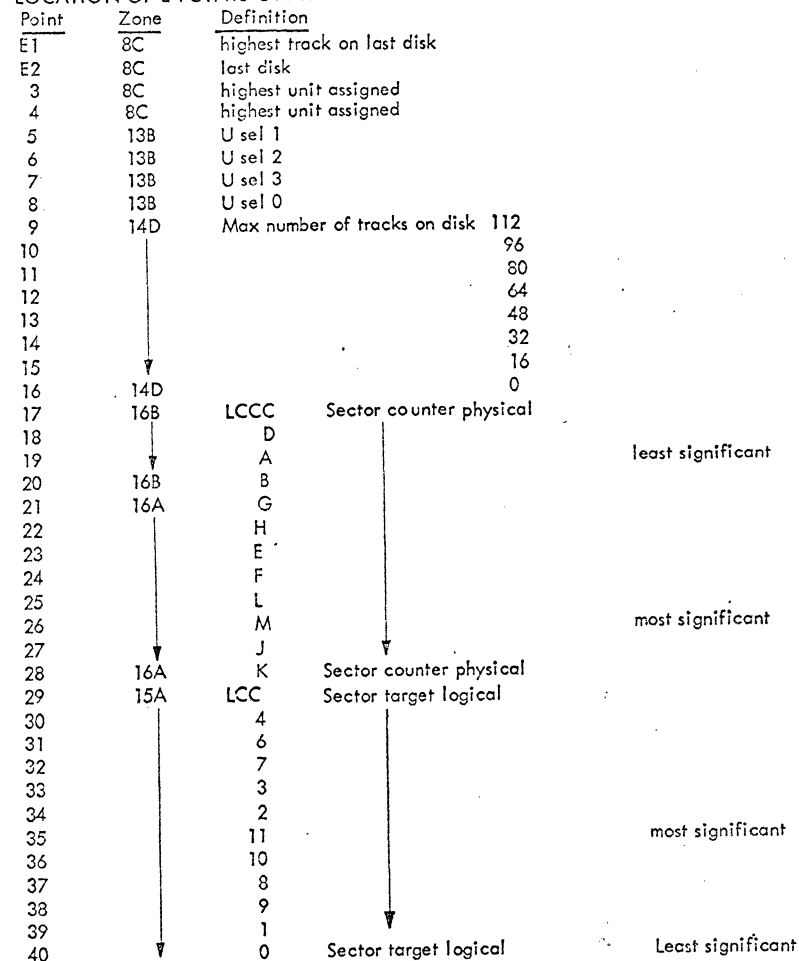 Point Zone Definition
E1 8C highest track on last disk
E2 8C last disk
3 8C highest unit assigned
4 8C highest unit assigned
5 13B U sel 1
6 13B U sel 2
7 13B U sel 3
8 13B U sel 0
9 14D Max number of tracks on disk 112
10 96
11 80
12 64
13 48
14 32
15 16
16 14D 0
17 16B LCCC Sector counter physical
18 D
19 A least significant
20 16B B
21 16A G
22 H
23 E
24 F
25 L
26 M most significant
27 J
28 16A K Sector counter physical
29 15A LCC Sector target logical
30 4
31 6
32 7
33 3
34 2
35 11 most significant
36 10
37 8
38 9
39 1
40 0 Sector target logical Least significant